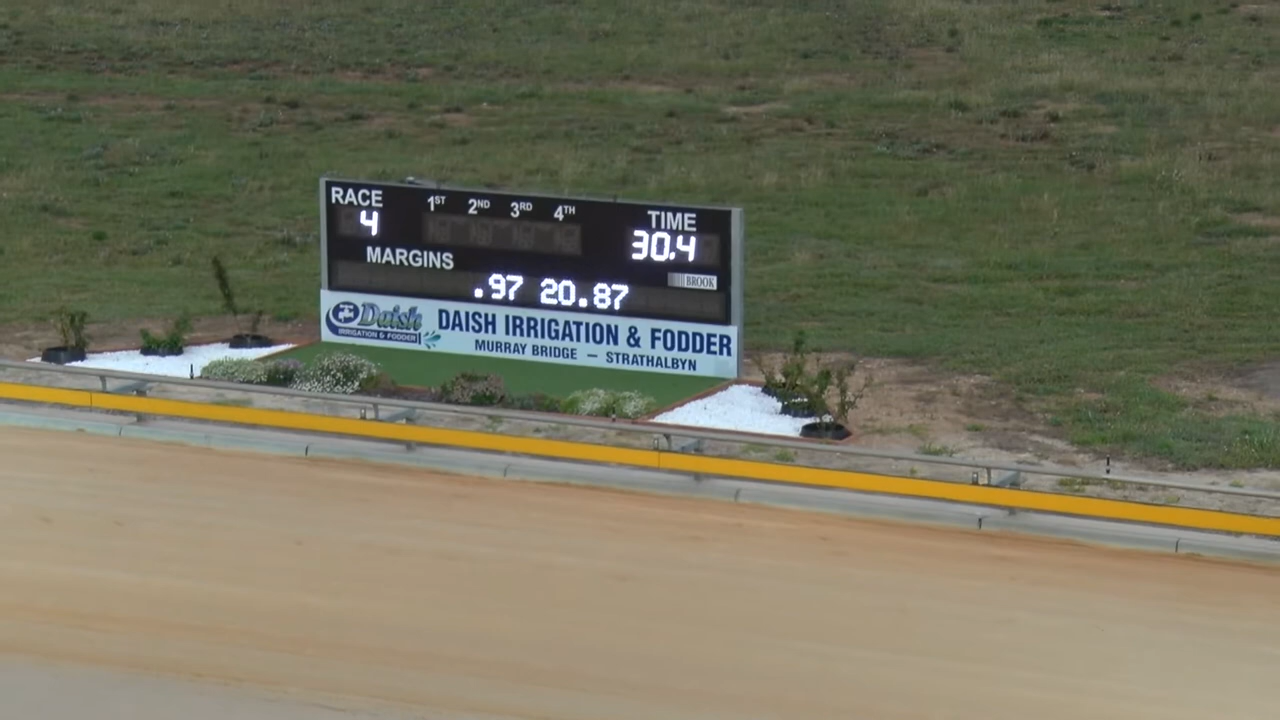 RACE 1ST 2ND 3RD 4TH TIME
4 30.4
MARGINS
BROOK
.97 20.87
Daish
IRRIGATION & FODDER
DAISH IRRIGATION & FODDER
MURRAY BRIDGE — STRATHALBYN